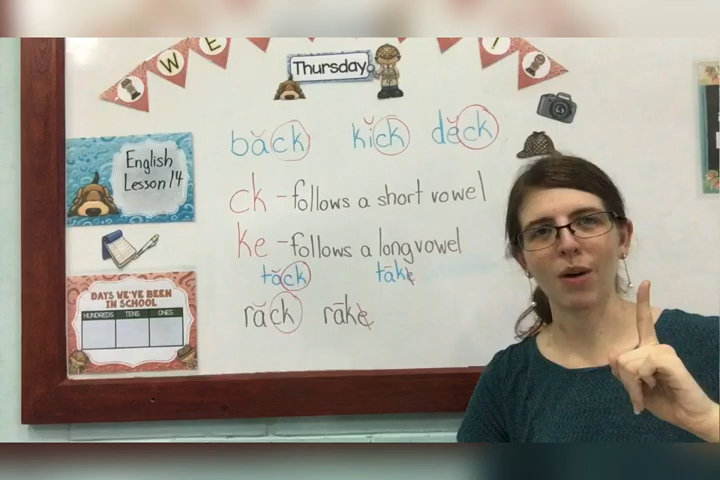 WE !
Thursday
băck kĭck dĕck
English
Lesson 14
ck - follows a short vowel
ke - follows a long vowel
tăck tāke
DAYS WE'VE BEEN
IN SCHOOL
HUNDREDS TENS ONES
răck rāke